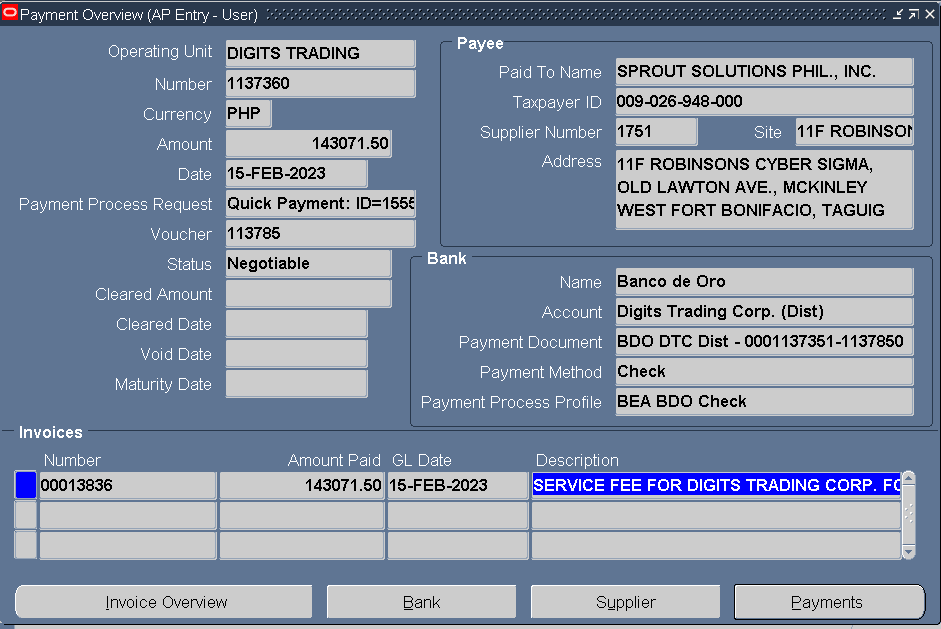 Payment Overview (AP Entry - User)
Operating Unit DIGITS TRADING
Number 1137360
Currency PHP
Amount 143071.50
Date 15-FEB-2023
Payment Process Request Quick Payment: ID=1555
Voucher 113785
Status Negotiable
Cleared Amount
Cleared Date
Void Date
Maturity Date
Payee
Paid To Name SPROUT SOLUTIONS PHIL., INC.
Taxpayer ID 009-026-948-000
Supplier Number 1751 Site 11F ROBINSON
Address 11F ROBINSONS CYBER SIGMA,
OLD LAWTON AVE., MCKINLEY
WEST FORT BONIFACIO, TAGUIG
Bank
Name Banco de Oro
Account Digits Trading Corp. (Dist)
Payment Document BDO DTC Dist - 0001137351-1137850
Payment Method Check
Payment Process Profile BEA BDO Check
Invoices
Number Amount Paid GL Date Description
00013836 143071.50 15-FEB-2023 SERVICE FEE FOR DIGITS TRADING CORP. FO
Invoice Overview Bank Supplier Payments